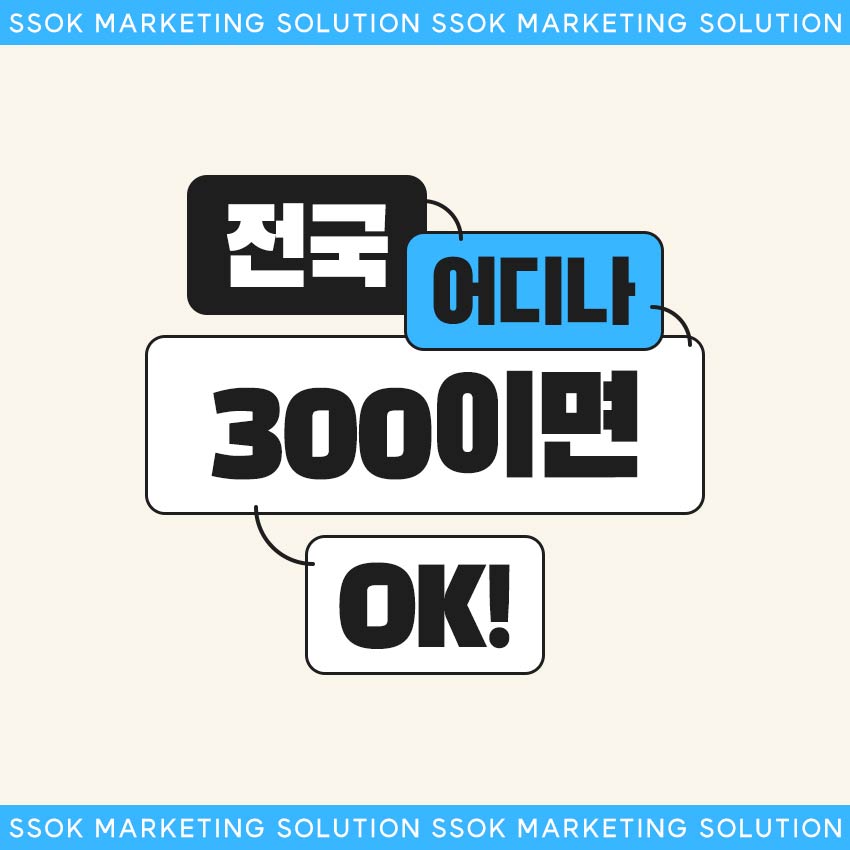 SSOK MARKETING SOLUTION SSOK MARKETING SOLUTION
전국
어디나
300이면
OK!
SSOK MARKETING SOLUTION SSOK MARKETING SOLUTION